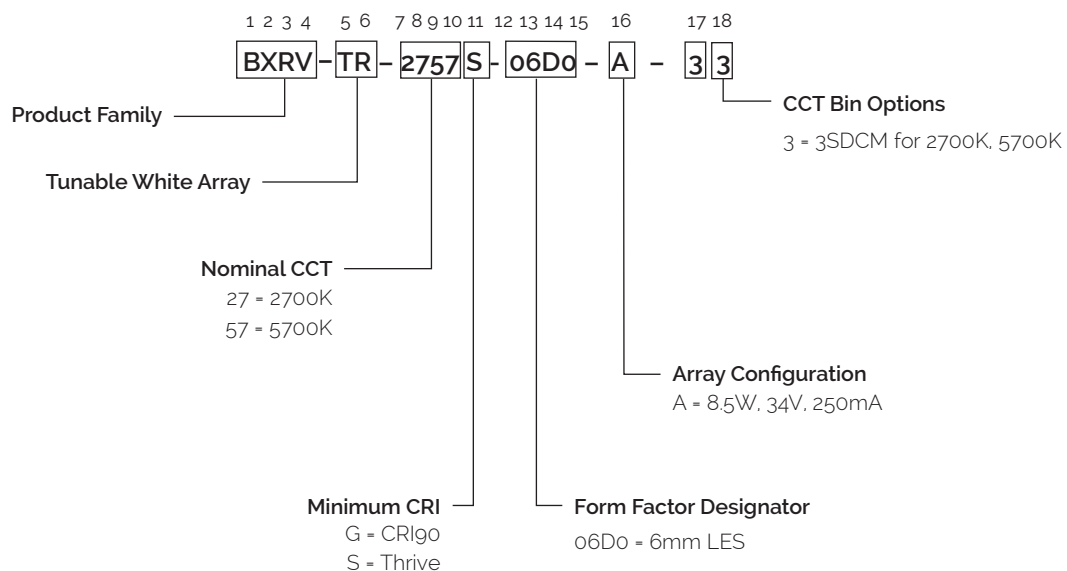 1 2 3 4 5 6 7 8 9 10 11 12 13 14 15 16 17 18
BXRV – TR – 2757 S - 06D0 – A – 3 3
CCT Bin Options
3 = 3SDCM for 2700K, 5700K
Product Family
Tunable White Array
Nominal CCT
27 = 2700K
57 = 5700K
Array Configuration
A = 8.5W, 34V, 250mA
Minimum CRI
G = CRI90
S = Thrive
Form Factor Designator
06D0 = 6mm LES